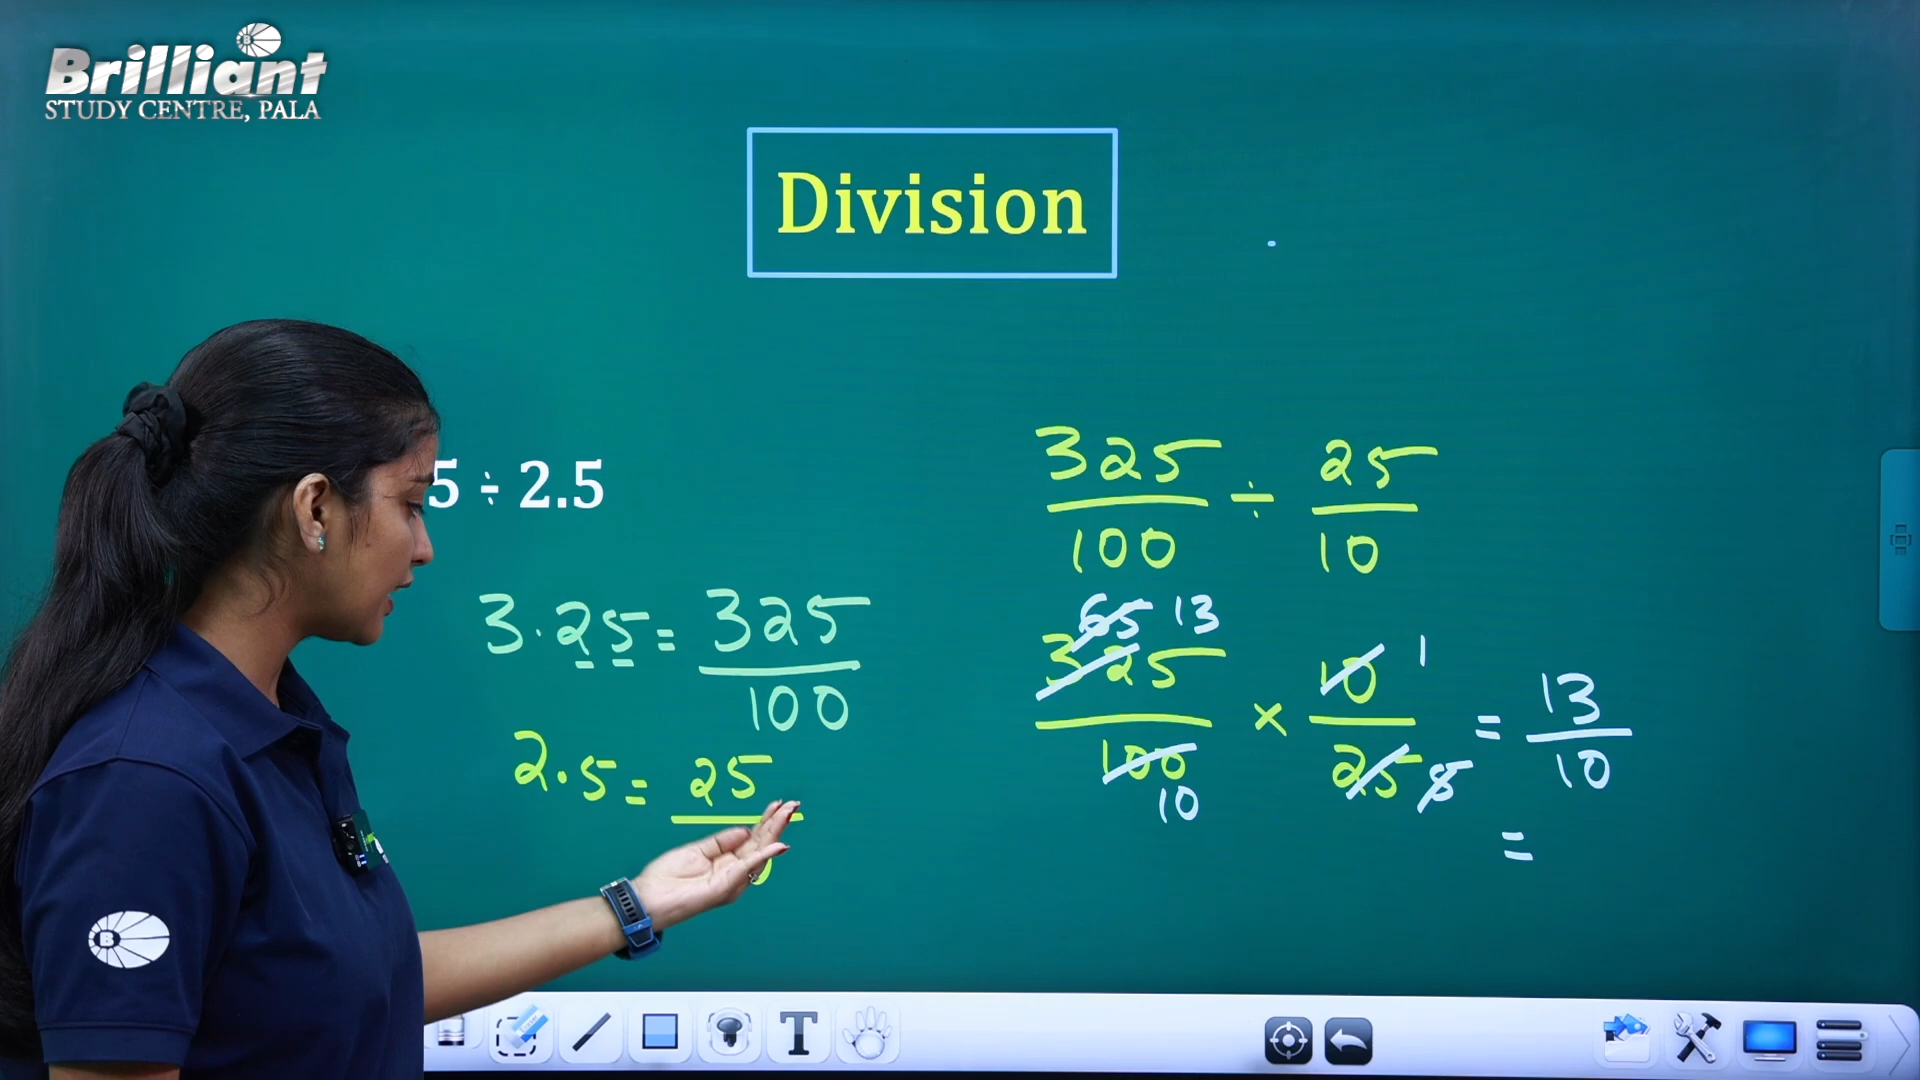 Brilliant
STUDY CENTRE, PALA
Division
5 ÷ 2.5
3.25 = 325/100
2.5 = 25
325/100 ÷ 25/10
65 13
325/100 × 10/25 = 13/10
1
10
5
=
B